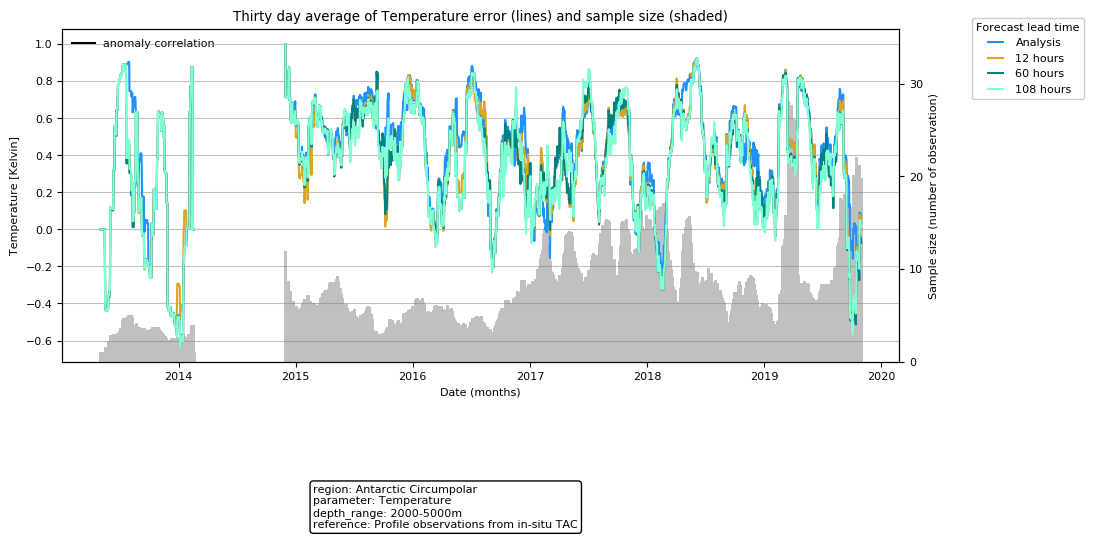 Thirty day average of Temperature error (lines) and sample size (shaded)
Forecast lead time
Analysis
12 hours
60 hours
108 hours
anomaly correlation
Temperature [Kelvin]
1.0
0.8
0.6
0.4
0.2
0.0
−0.2
−0.4
−0.6
30
20
10
0
Sample size (number of observation)
2014
2015
2016
2017
2018
2019
2020
Date (months)
region: Antarctic Circumpolar
parameter: Temperature
depth_range: 2000-5000m
reference: Profile observations from in-situ TAC